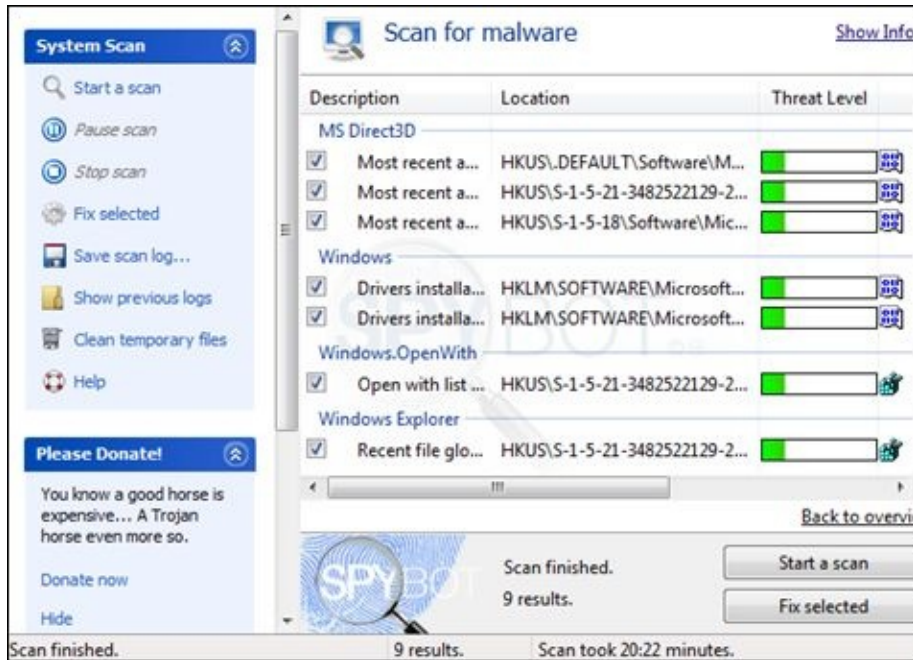 System Scan
Start a scan
Pause scan
Stop scan
Fix selected
Save scan log...
Show previous logs
Clean temporary files
Help
Please Donate!
You know a good horse is
expensive... A Trojan
horse even more so.
Donate now
Hide
Scan for malware
Show Info
Description Location Threat Level
MS Direct3D
Most recent a... HKUS\.DEFAULT\Software\M...
Most recent a... HKUS\S-1-5-21-3482522129-2...
Most recent a... HKUS\S-1-5-18\Software\Mic...
Windows
Drivers installa... HKLM\SOFTWARE\Microsoft...
Drivers installa... HKLM\SOFTWARE\Microsoft...
Windows.OpenWith
Open with list ... HKUS\S-1-5-21-3482522129-2...
Windows Explorer
Recent file glo... HKUS\S-1-5-21-3482522129-2...
SPYBOT
Back to overvi
SPYBOT
Scan finished.
9 results.
Start a scan
Fix selected
Scan finished. 9 results. Scan took 20:22 minutes.